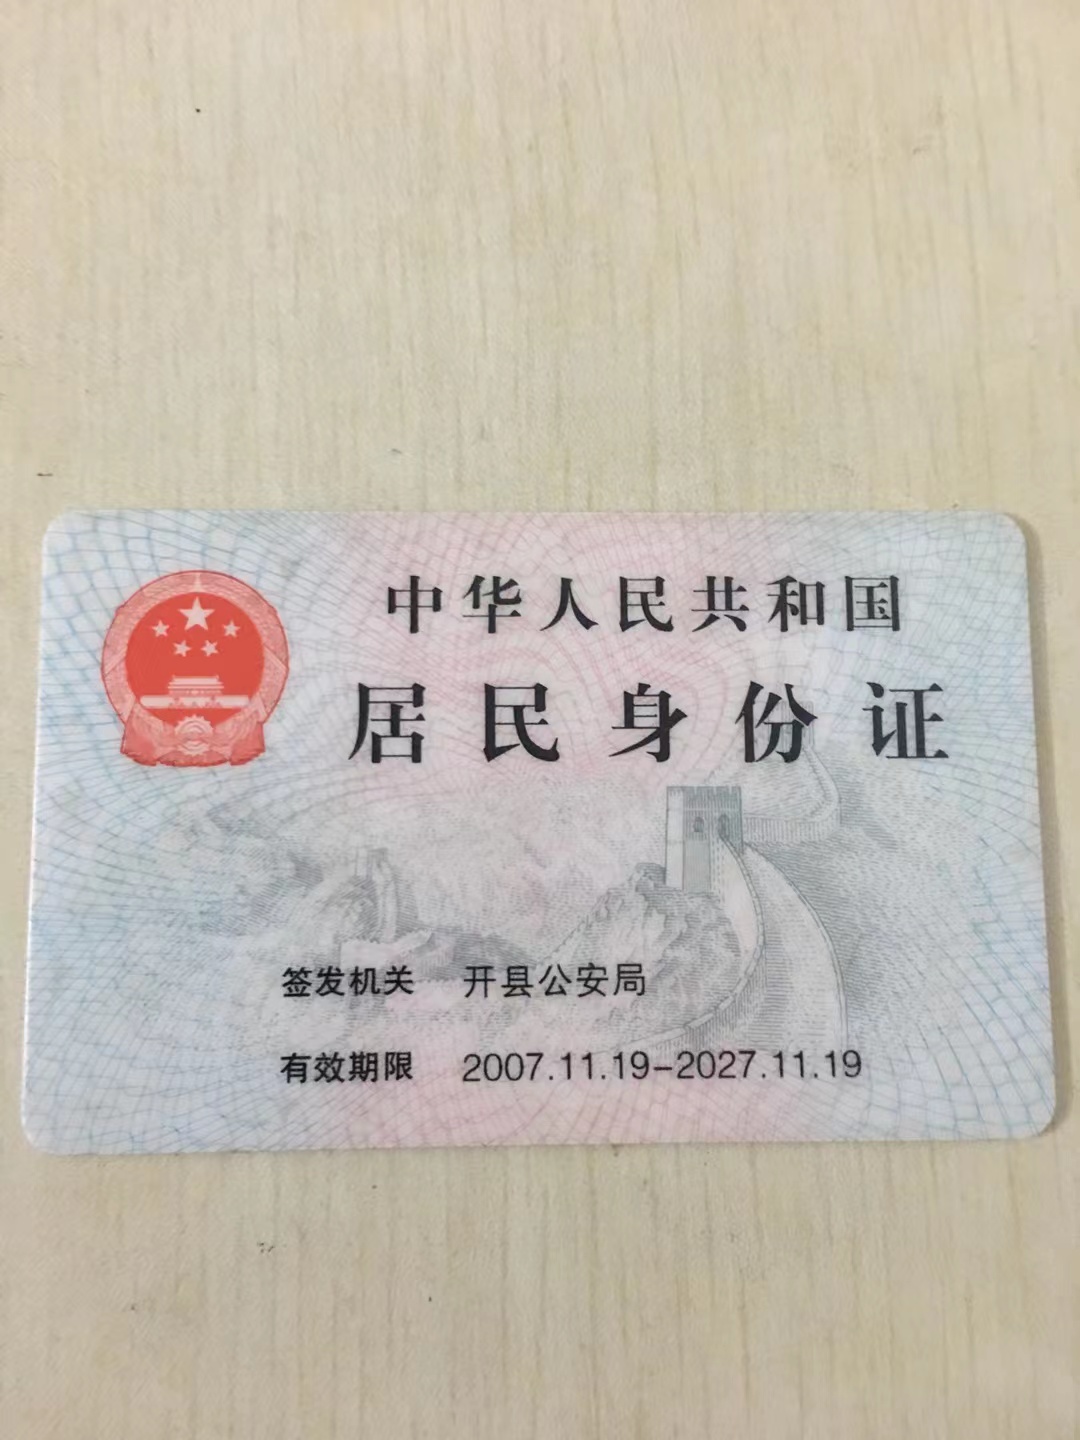 中华人民共和国
居民身份证
签发机关 开县公安局
有效期限 2007.11.19-2027.11.19